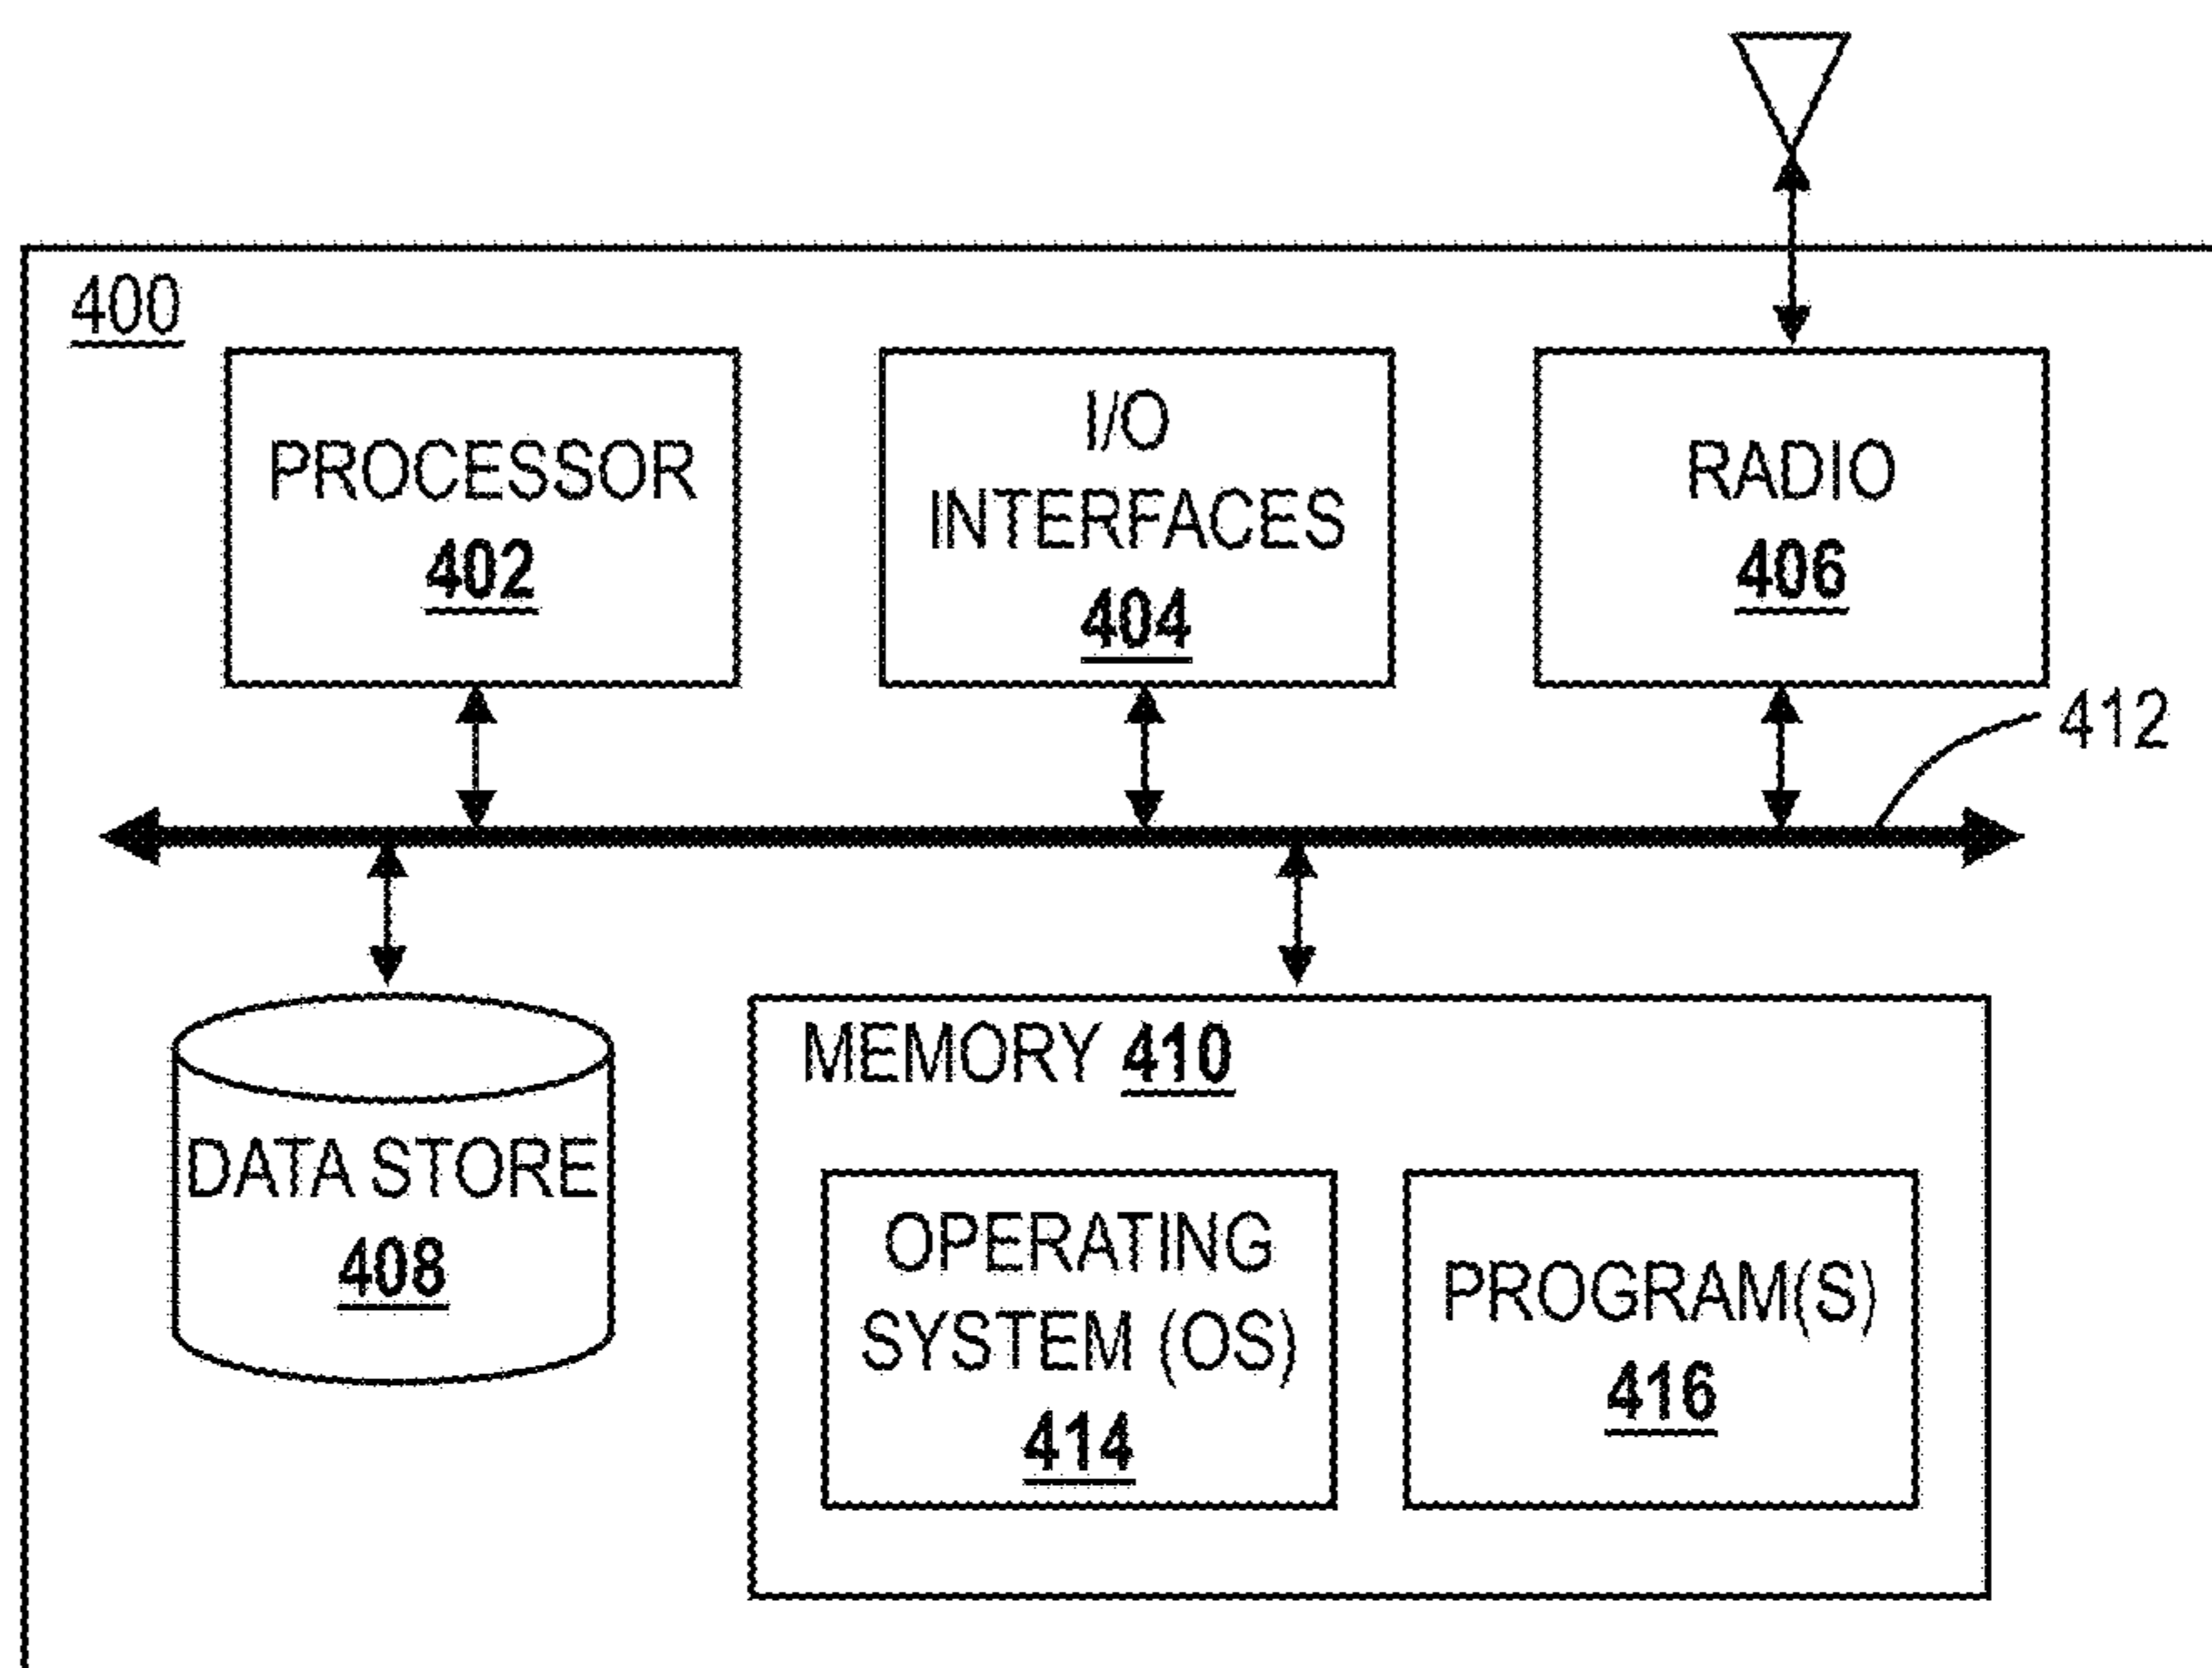 400
PROCESSOR
402
I/O
INTERFACES
404
RADIO
406
412
DATA STORE
408
MEMORY 410
OPERATING
SYSTEM (OS)
414
PROGRAM(S)
416